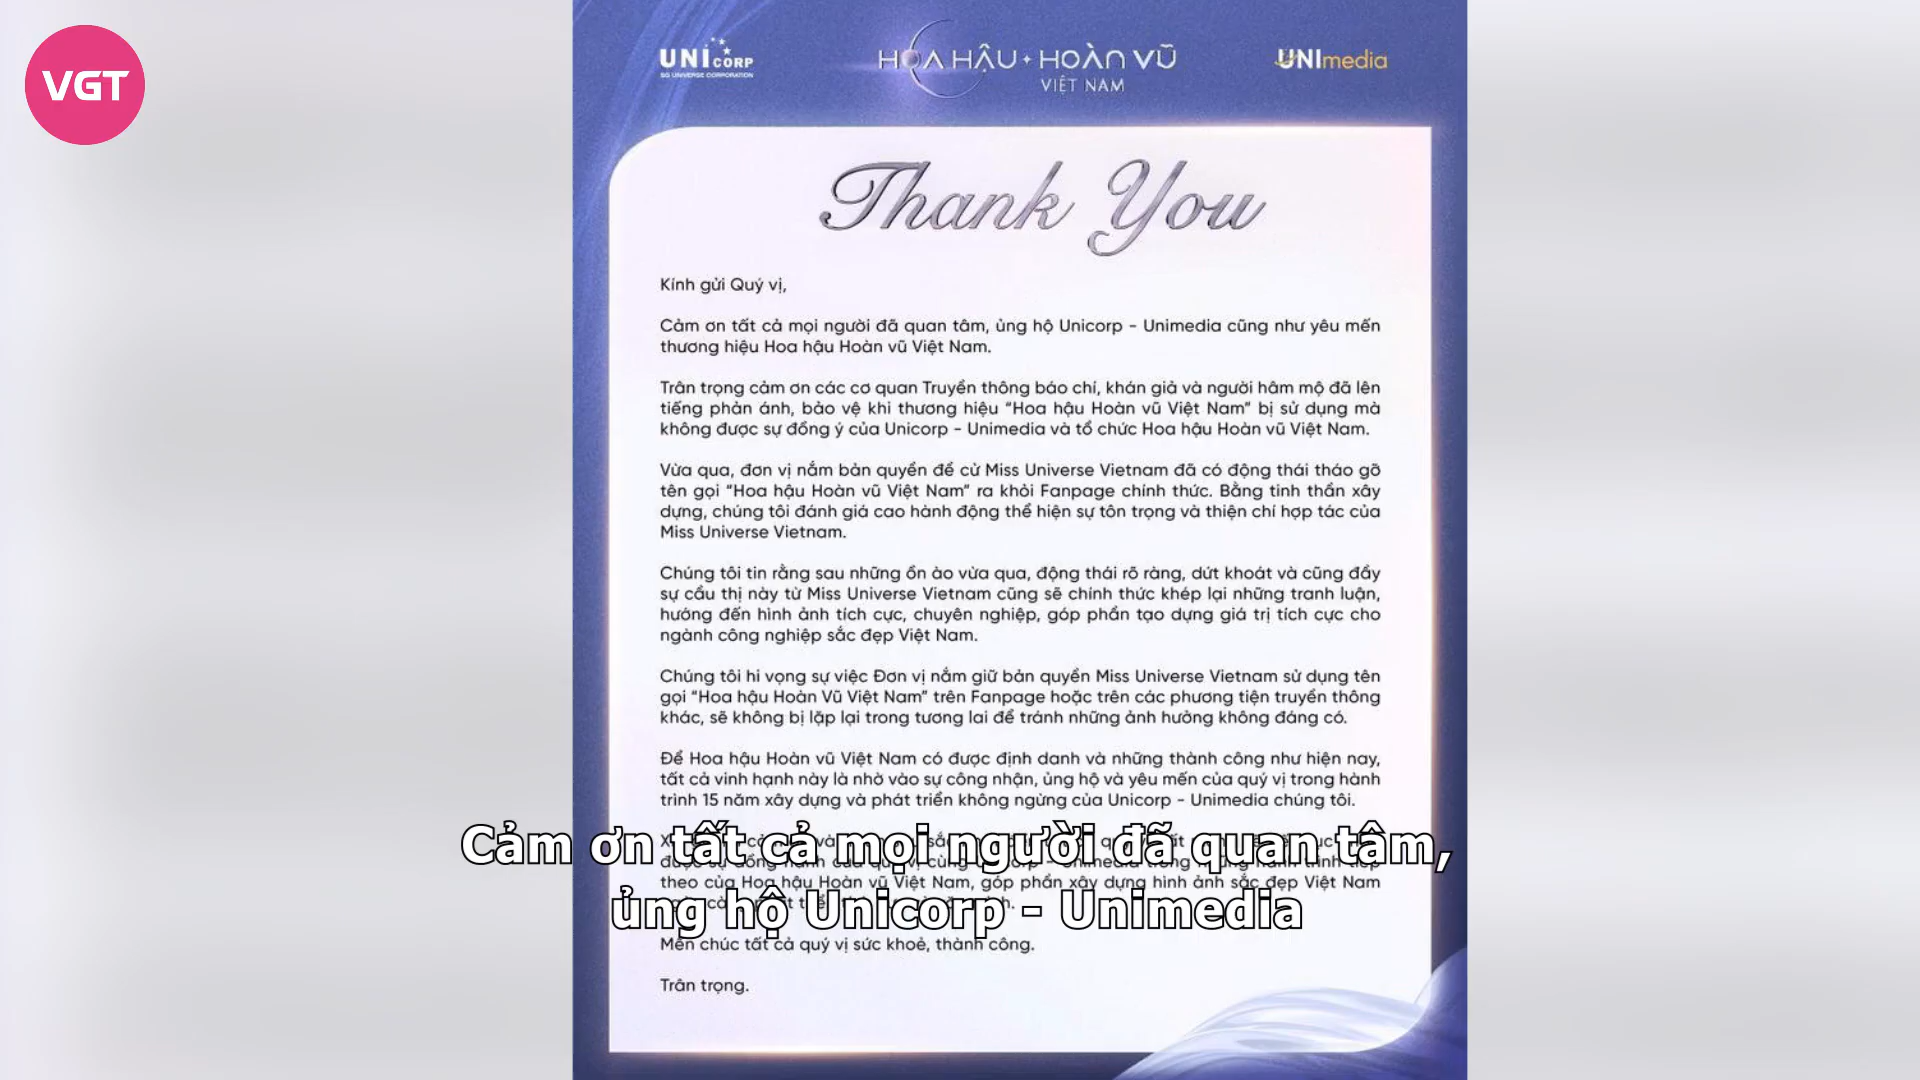 VGT
UNICORP
SG UNIVERSE CORPORATION
HOA HẬU HOÀN VŨ
VIỆT NAM
UNImedia
Thank You
Kính gửi Quý vị,
Cảm ơn tất cả mọi người đã quan tâm, ủng hộ Unicorp - Unimedia cũng như yêu mến
thương hiệu Hoa hậu Hoàn vũ Việt Nam.
Trân trọng cảm ơn các cơ quan Truyền thông báo chí, khán giả và người hâm mộ đã lên
tiếng phản ánh, bảo vệ khi thương hiệu “Hoa hậu Hoàn vũ Việt Nam” bị sử dụng mà
không được sự đồng ý của Unicorp - Unimedia và tổ chức Hoa hậu Hoàn vũ Việt Nam.
Vừa qua, đơn vị nắm bản quyền đề cử Miss Universe Vietnam đã có động thái tháo gỡ
tên gọi “Hoa hậu Hoàn vũ Việt Nam” ra khỏi Fanpage chính thức. Bằng tinh thần xây
dựng, chúng tôi đánh giá cao hành động thể hiện sự tôn trọng và thiện chí hợp tác của
Miss Universe Vietnam.
Chúng tôi tin rằng sau những ồn ào vừa qua, động thái rõ ràng, dứt khoát và cũng đầy
sự cầu thị này từ Miss Universe Vietnam cũng sẽ chính thức khép lại những tranh luận,
hướng đến hình ảnh tích cực, chuyên nghiệp, góp phần tạo dựng giá trị tích cực cho
ngành công nghiệp sắc đẹp Việt Nam.
Chúng tôi hi vọng sự việc Đơn vị nắm giữ bản quyền Miss Universe Vietnam sử dụng tên
gọi “Hoa hậu Hoàn Vũ Việt Nam” trên Fanpage hoặc trên các phương tiện truyền thông
khác, sẽ không bị lặp lại trong tương lai để tránh những ảnh hưởng không đáng có.
Để Hoa hậu Hoàn vũ Việt Nam có được định danh và những thành công như hiện nay,
tất cả vinh hạnh này là nhờ vào sự công nhận, ủng hộ và yêu mến của quý vị trong hành
trình 15 năm xây dựng và phát triển không ngừng của Unicorp - Unimedia chúng tôi.
Cảm ơn tất cả mọi người đã quan tâm,
theo của Hoa hậu Hoàn vũ Việt Nam, góp phần xây dựng hình ảnh sắc đẹp Việt Nam
ủng hộ Unicorp - Unimedia
Mến chúc tất cả quý vị sức khoẻ, thành công.
Trân trọng.